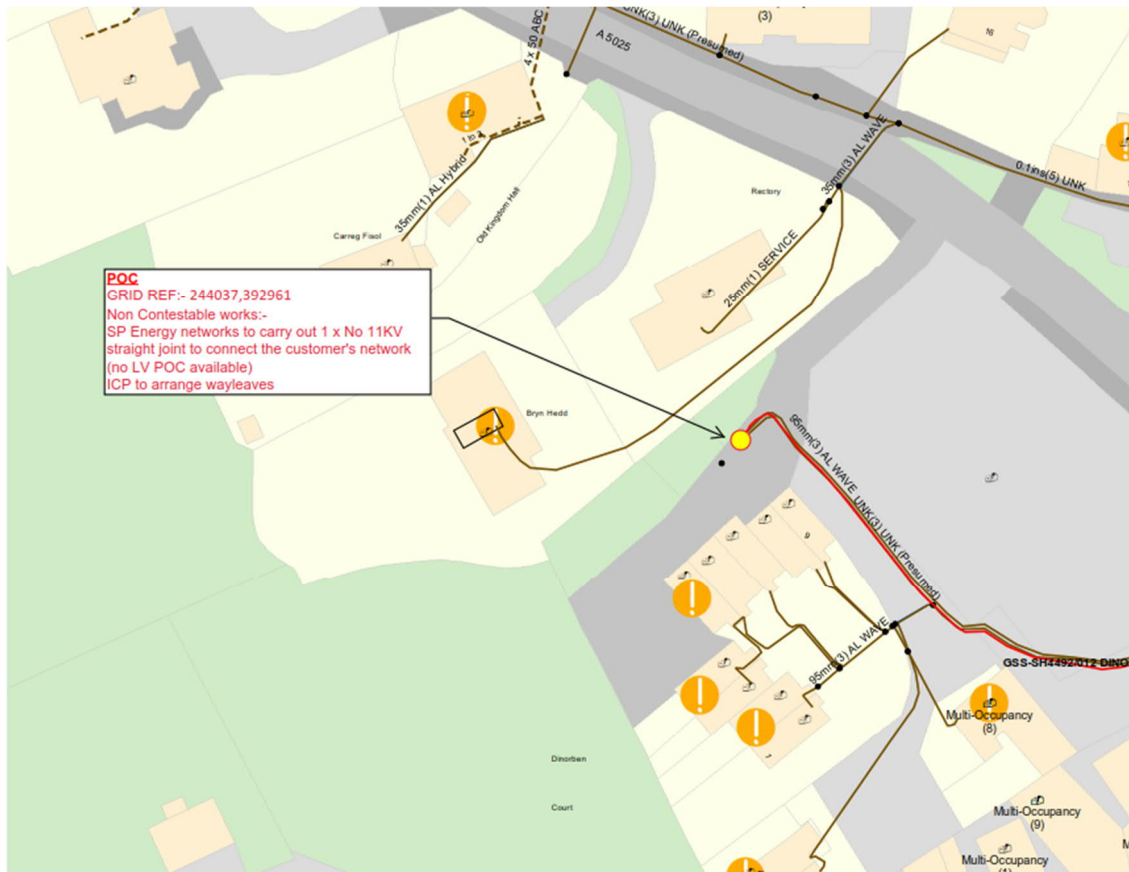 UNK(3) UNK (Presumed)
(3)
16
A 5025
4 x 50 ABC
1 to 2
35mm(3) AL WAVE
0.1ins(5) UNK
35mm(1) AL Hybrid
Old Kingdom Hall
Rectory
Carreg Fisol
25mm(1) SERVICE
POC
GRID REF:- 244037,392961
Non Contestable works:-
SP Energy networks to carry out 1 x No 11KV
straight joint to connect the customer's network
(no LV POC available)
ICP to arrange wayleaves
Bryn Hedd
95mm(3) AL WAVE
UNK(3) UNK (Presumed)
9
95mm(3) AL WAVE
GSS-SH4492/012 DINO
Multi-Occupancy
(8)
7
Dinorben
Court
Multi-Occupancy
(9)
Multi-Occupancy